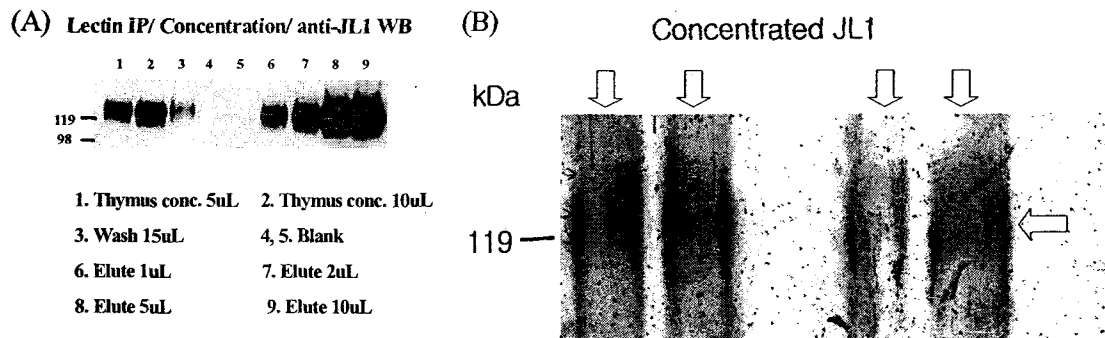 (A) Lectin IP/ Concentration/ anti-JL1 WB
1 2 3 4 5 6 7 8 9
119
98
1. Thymus conc. 5uL 2. Thymus conc. 10uL
3. Wash 15uL 4, 5. Blank
6. Elute 1uL 7. Elute 2uL
8. Elute 5uL 9. Elute 10uL
(B) Concentrated JL1
kDa
119